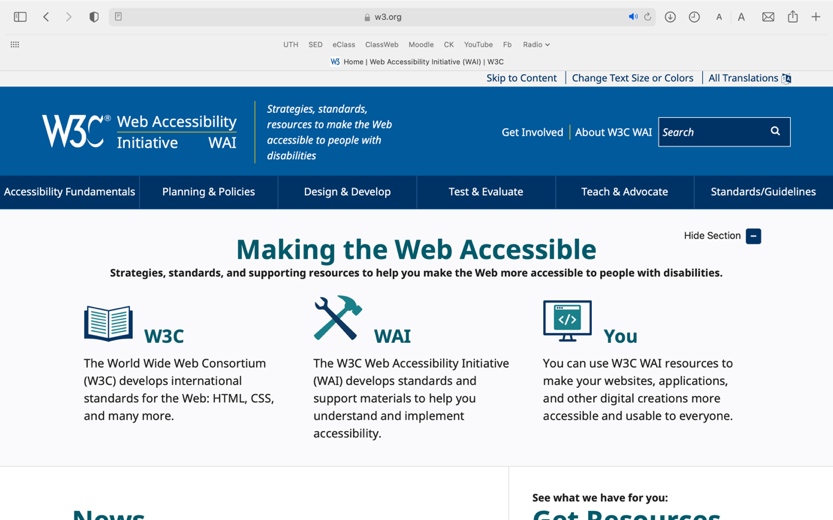 w3.org
A A
UTH SED eClass ClassWeb Moodle CK YouTube Fb Radio
W3 Home | Web Accessibility Initiative (WAI) | W3C
Skip to Content Change Text Size or Colors All Translations
W3C® Web Accessibility
Initiative WAI
Strategies, standards,
resources to make the Web
accessible to people with
disabilities
Get Involved About W3C WAI Search
Accessibility Fundamentals Planning & Policies Design & Develop Test & Evaluate Teach & Advocate Standards/Guidelines
Hide Section
Making the Web Accessible
Strategies, standards, and supporting resources to help you make the Web more accessible to people with disabilities.
W3C
The World Wide Web Consortium
(W3C) develops international
standards for the Web: HTML, CSS,
and many more.
WAI
The W3C Web Accessibility Initiative
(WAI) develops standards and
support materials to help you
understand and implement
accessibility.
</> You
You can use W3C WAI resources to
make your websites, applications,
and other digital creations more
accessible and usable to everyone.
News
See what we have for you:
Get Resources